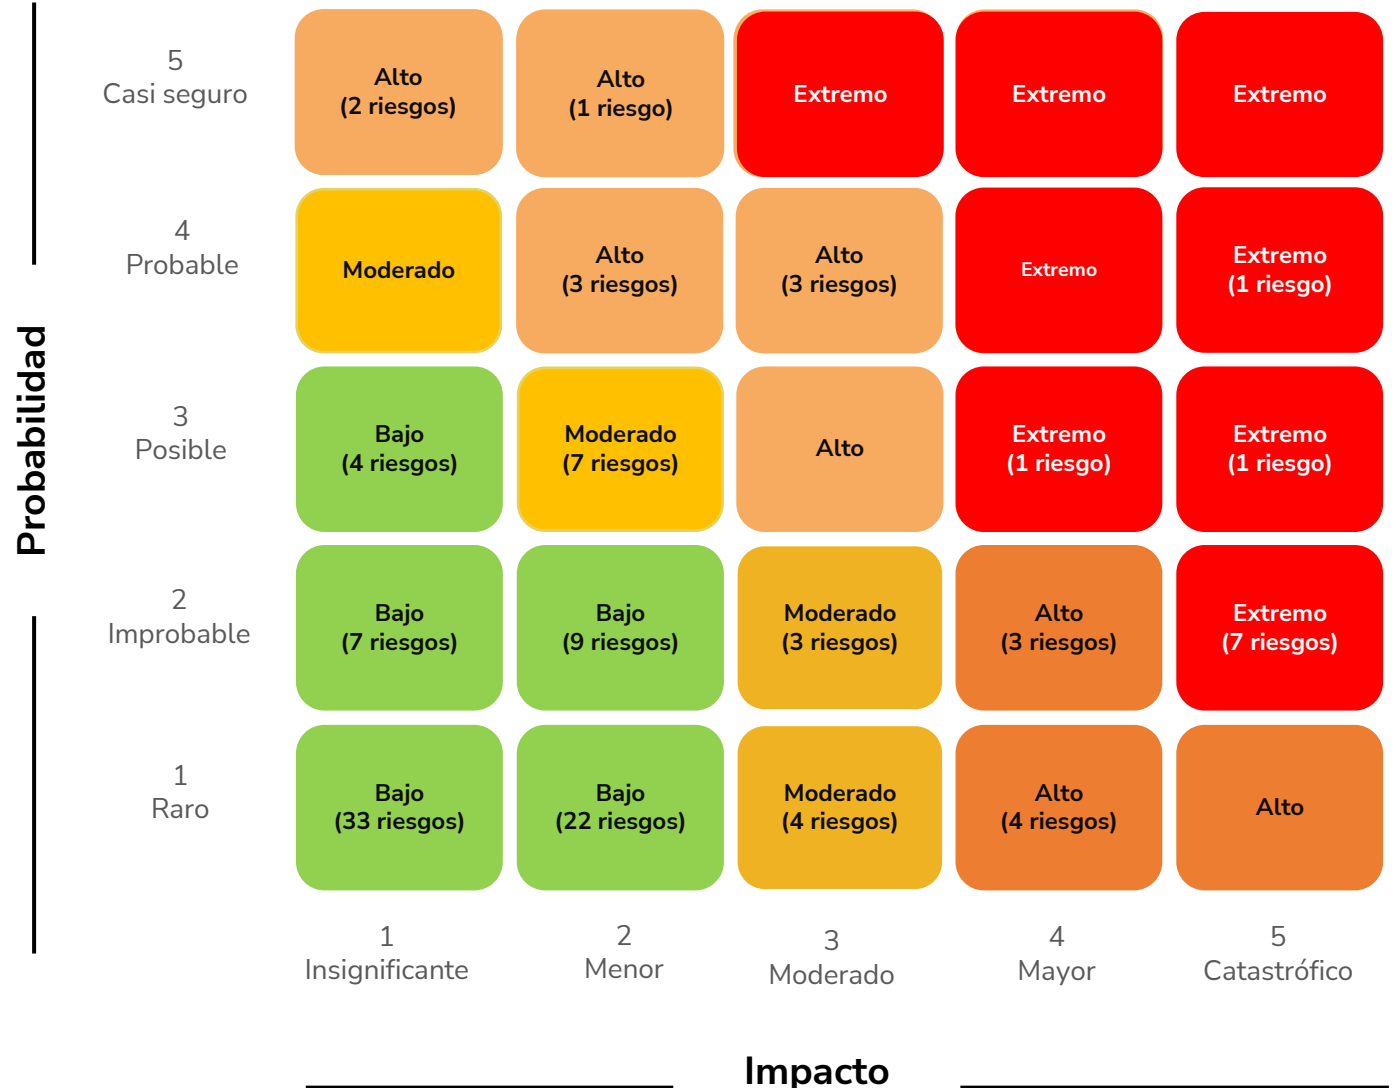 5
Casi seguro
Alto
(2 riesgos)
Alto
(1 riesgo)
Extremo
Extremo
Extremo
4
Probable
Moderado
Alto
(3 riesgos)
Alto
(3 riesgos)
Extremo
Extremo
(1 riesgo)
Probabilidad
3
Posible
Bajo
(4 riesgos)
Moderado
(7 riesgos)
Alto
Extremo
(1 riesgo)
Extremo
(1 riesgo)
2
Improbable
Bajo
(7 riesgos)
Bajo
(9 riesgos)
Moderado
(3 riesgos)
Alto
(3 riesgos)
Extremo
(7 riesgos)
1
Raro
Bajo
(33 riesgos)
Bajo
(22 riesgos)
Moderado
(4 riesgos)
Alto
(4 riesgos)
Alto
1
Insignificante
2
Menor
3
Moderado
4
Mayor
5
Catastrófico
Impacto